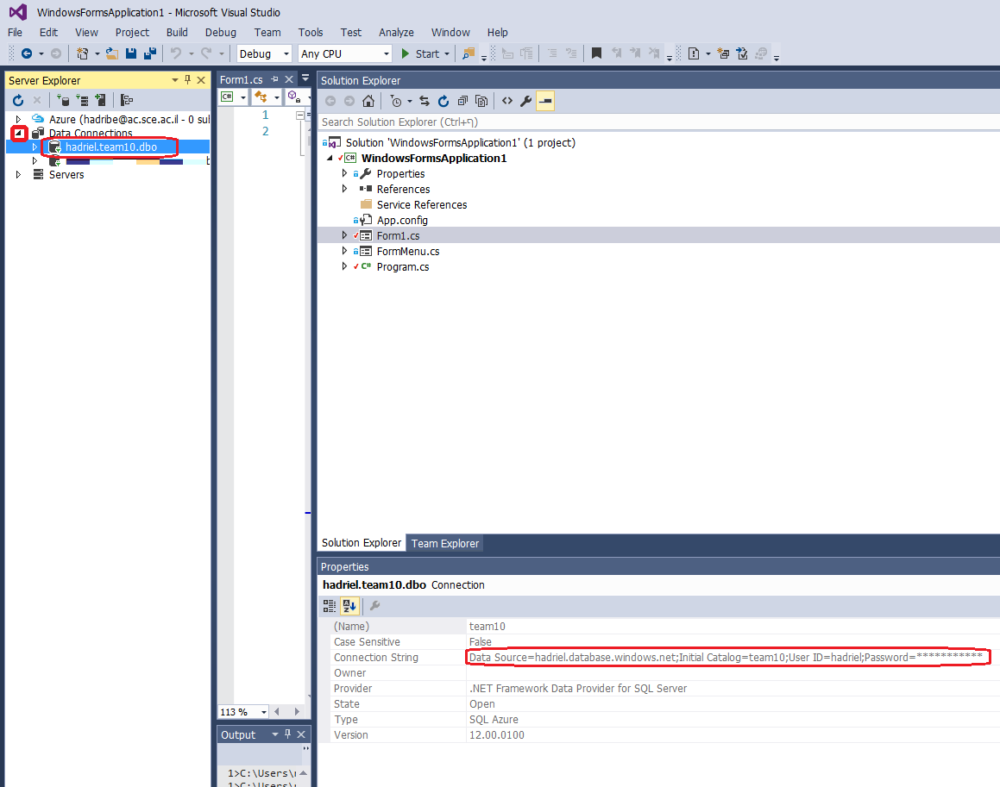 WindowsFormsApplication1 - Microsoft Visual Studio
File Edit View Project Build Debug Team Tools Test Analyze Window Help
Debug Any CPU Start
Server Explorer
Azure (hadribe@ac.sce.ac.il - 0 sul
Data Connections
hadriel.team10.dbo
Servers
Form1.cs
C#
1
2
113 %
Output
1>C:\Users\
1>C:\Users\
Solution Explorer
Search Solution Explorer (Ctrl+ך)
Solution 'WindowsFormsApplication1' (1 project)
C# WindowsFormsApplication1
Properties
References
Service References
App.config
Form1.cs
FormMenu.cs
C# Program.cs
Solution Explorer Team Explorer
Properties
hadriel.team10.dbo Connection
(Name) team10
Case Sensitive False
Connection String Data Source=hadriel.database.windows.net;Initial Catalog=team10;User ID=hadriel;Password=***********
Owner
Provider .NET Framework Data Provider for SQL Server
State Open
Type SQL Azure
Version 12.00.0100